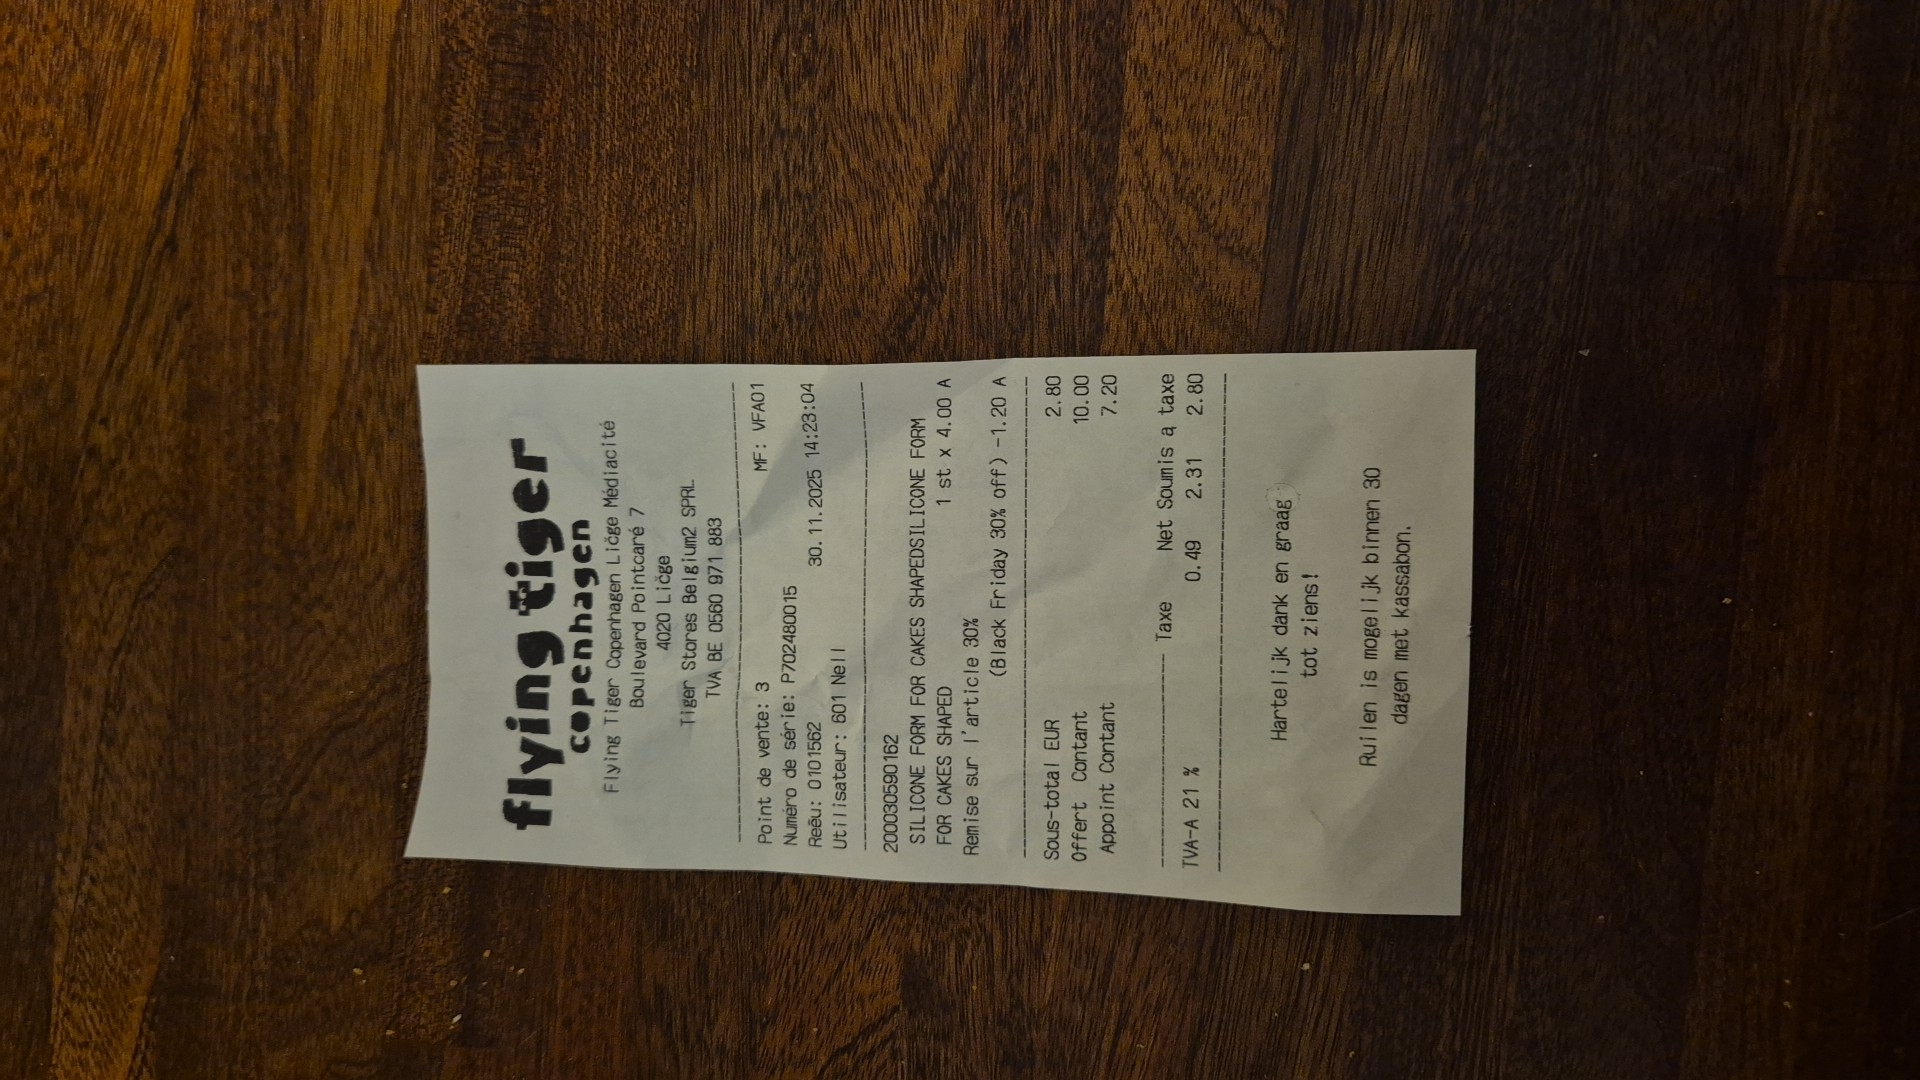 flying tiger
copenhagen
Flying Tiger Copenhagen Ličge Médiacité
Boulevard Pointcaré 7
4020 Ličge
Tiger Stores Belgium2 SPRL
TVA BE 0560 971 883
Point de vente: 3 MF: VFA01
Numéro de série: P702480015
Reēu: 0101562 30.11.2025 14:23:04
Utilisateur: 601 Nell
200030590162
SILICONE FORM FOR CAKES SHAPEDSILICONE FORM
FOR CAKES SHAPED 1 st x 4.00 A
Remise sur l'article 30%
(Black Friday 30% off) -1.20 A
Sous-total EUR 2.80
Offert Contant 10.00
Appoint Contant 7.20
Taxe Net Soumis ą taxe
TVA-A 21 % 0.49 2.31 2.80
Hartelijk dank en graag
tot ziens!
Ruilen is mogelijk binnen 30
dagen met kassabon.